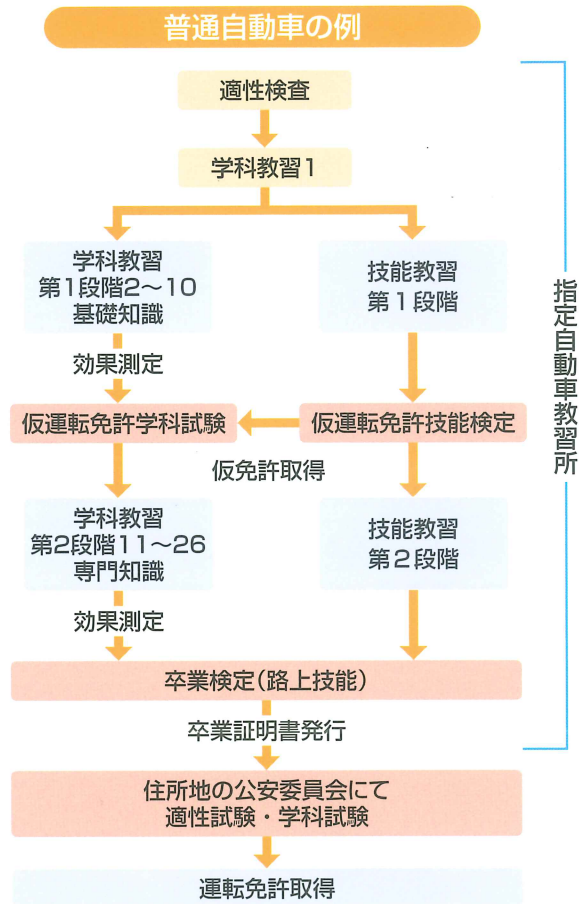 普通自動車の例
適性検査
学科教習1
学科教習
第1段階2〜10
基礎知識
技能教習
第1段階
効果測定
仮運転免許学科試験
仮運転免許技能検定
仮免許取得
学科教習
第2段階11〜26
専門知識
技能教習
第2段階
効果測定
卒業検定(路上技能)
卒業証明書発行
指定自動車教習所
住所地の公安委員会にて
適性試験・学科試験
運転免許取得